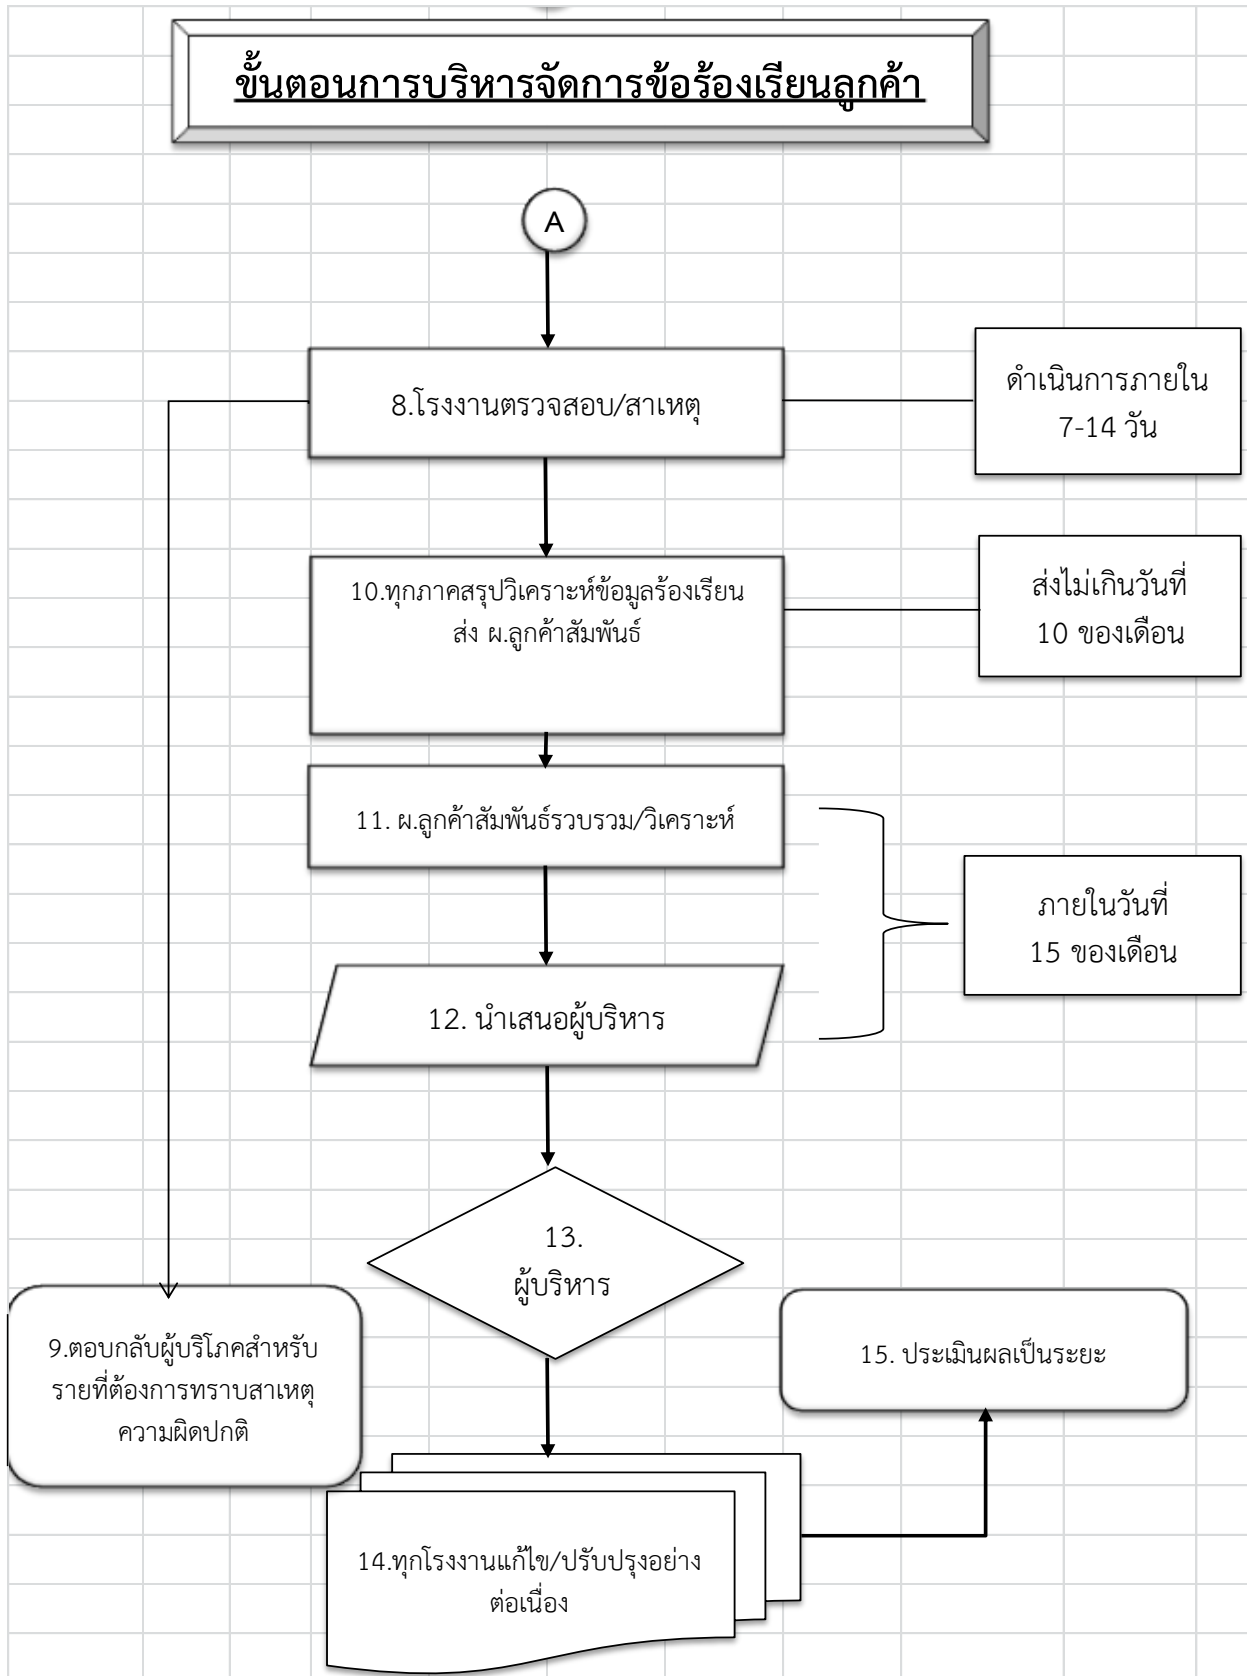 ขั้นตอนการบริหารจัดการข้อร้องเรียนลูกค้า
A
8.โรงงานตรวจสอบ/สาเหตุ
ดำเนินการภายใน
7-14 วัน
10.ทุกภาคสรุปวิเคราะห์ข้อมูลร้องเรียน
ส่ง ผ.ลูกค้าสัมพันธ์
ส่งไม่เกินวันที่
10 ของเดือน
11. ผ.ลูกค้าสัมพันธ์รวบรวม/วิเคราะห์
ภายในวันที่
15 ของเดือน
12. นำเสนอผู้บริหาร
13.
ผู้บริหาร
9.ตอบกลับผู้บริโภคสำหรับ
รายที่ต้องการทราบสาเหตุ
ความผิดปกติ
15. ประเมินผลเป็นระยะ
14.ทุกโรงงานแก้ไข/ปรับปรุงอย่าง
ต่อเนื่อง